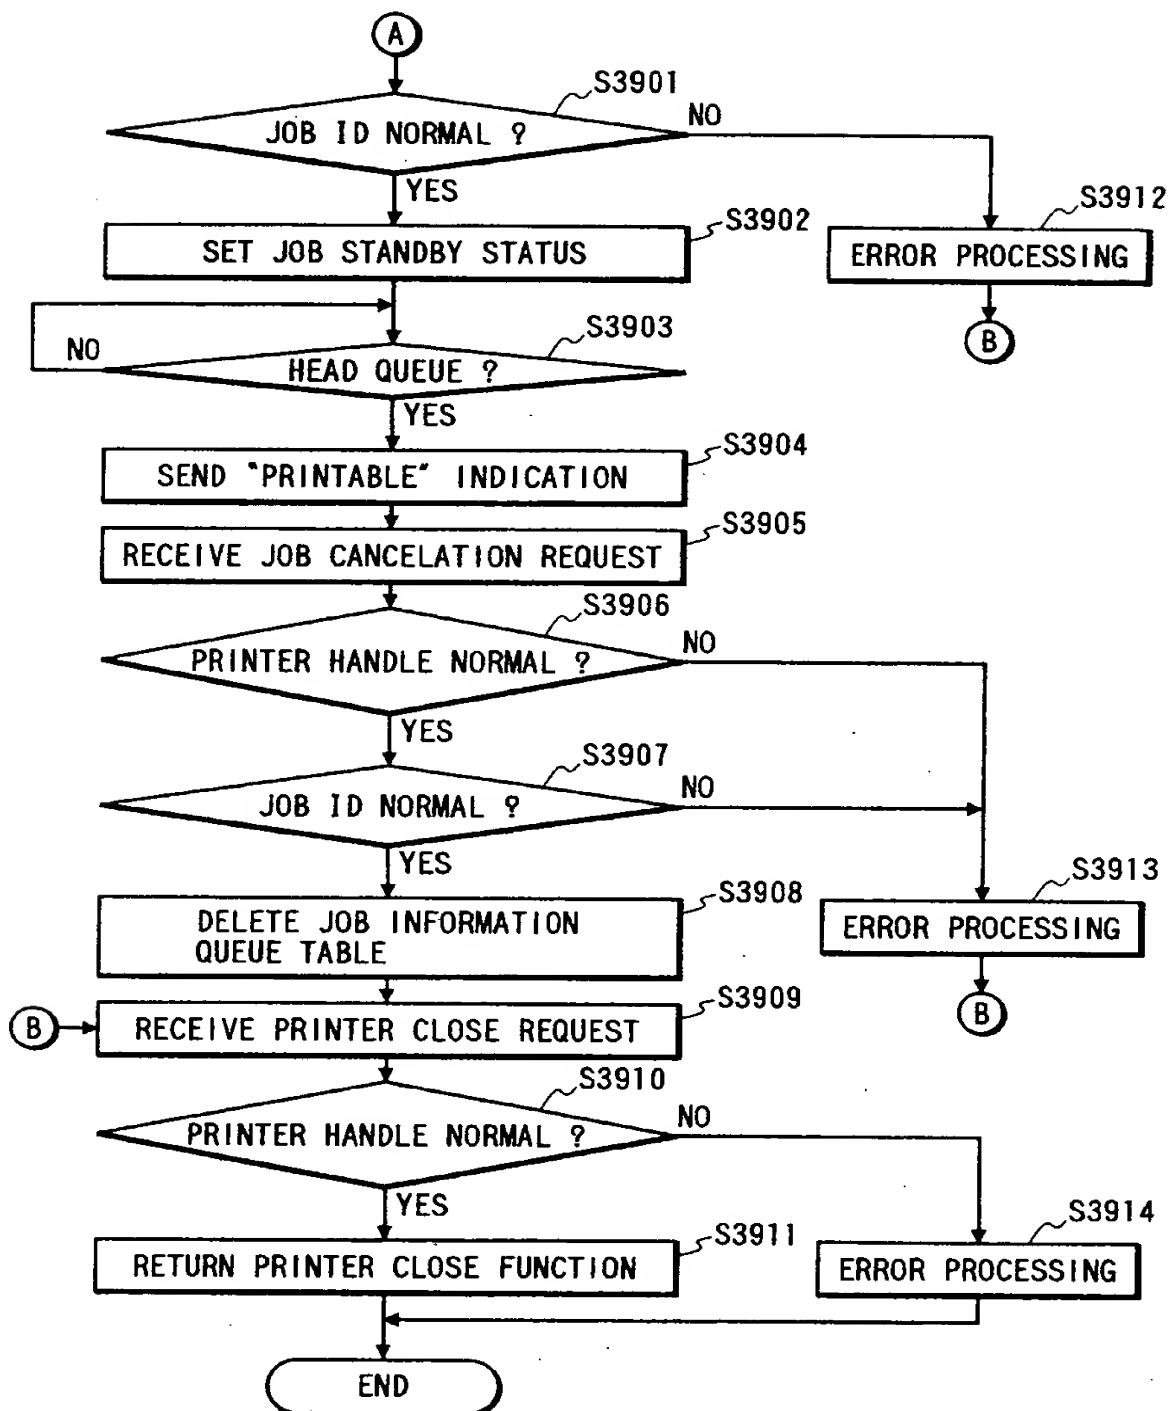 A
S3901
JOB ID NORMAL ?
NO
YES
S3902
SET JOB STANDBY STATUS
S3912
ERROR PROCESSING
B
S3903
NO
HEAD QUEUE ?
YES
S3904
SEND "PRINTABLE" INDICATION
S3905
RECEIVE JOB CANCELATION REQUEST
S3906
PRINTER HANDLE NORMAL ?
NO
YES
S3907
JOB ID NORMAL ?
NO
YES
S3908
DELETE JOB INFORMATION
QUEUE TABLE
S3913
ERROR PROCESSING
B
S3909
B
RECEIVE PRINTER CLOSE REQUEST
S3910
PRINTER HANDLE NORMAL ?
NO
YES
S3911
RETURN PRINTER CLOSE FUNCTION
S3914
ERROR PROCESSING
END